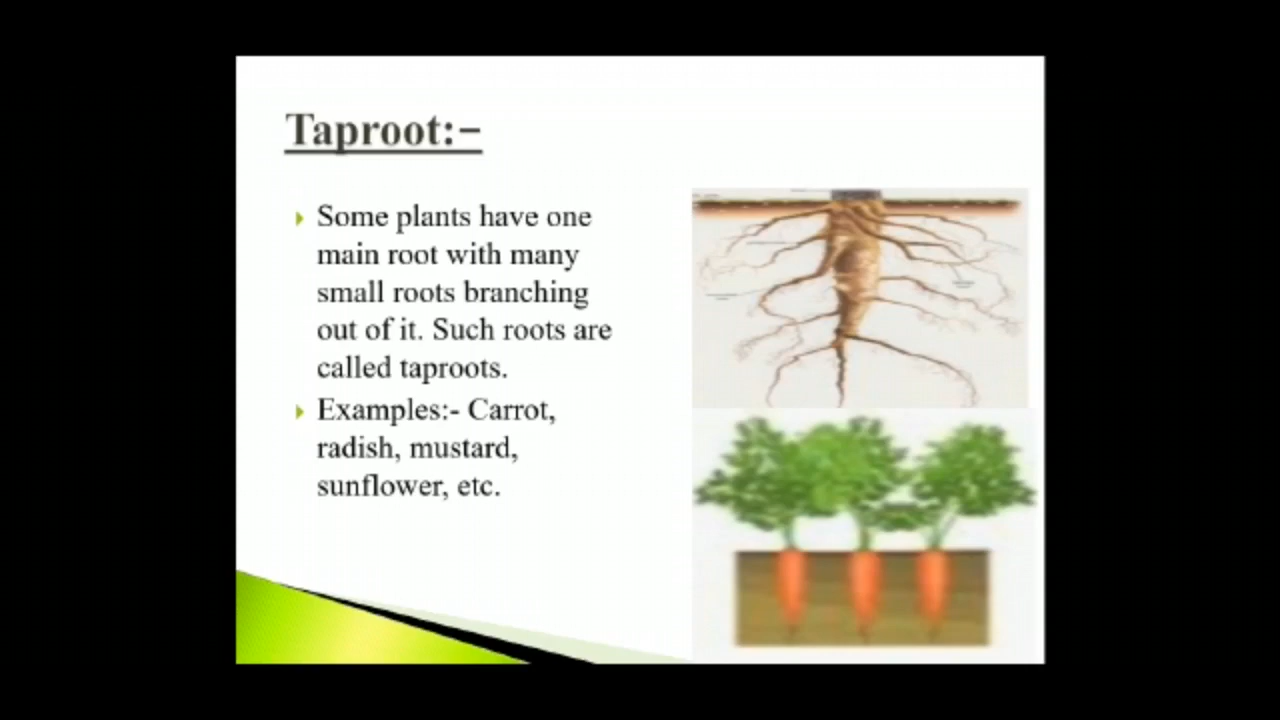 Taproot:–
Some plants have one
main root with many
small roots branching
out of it. Such roots are
called taproots.
Examples:- Carrot,
radish, mustard,
sunflower, etc.